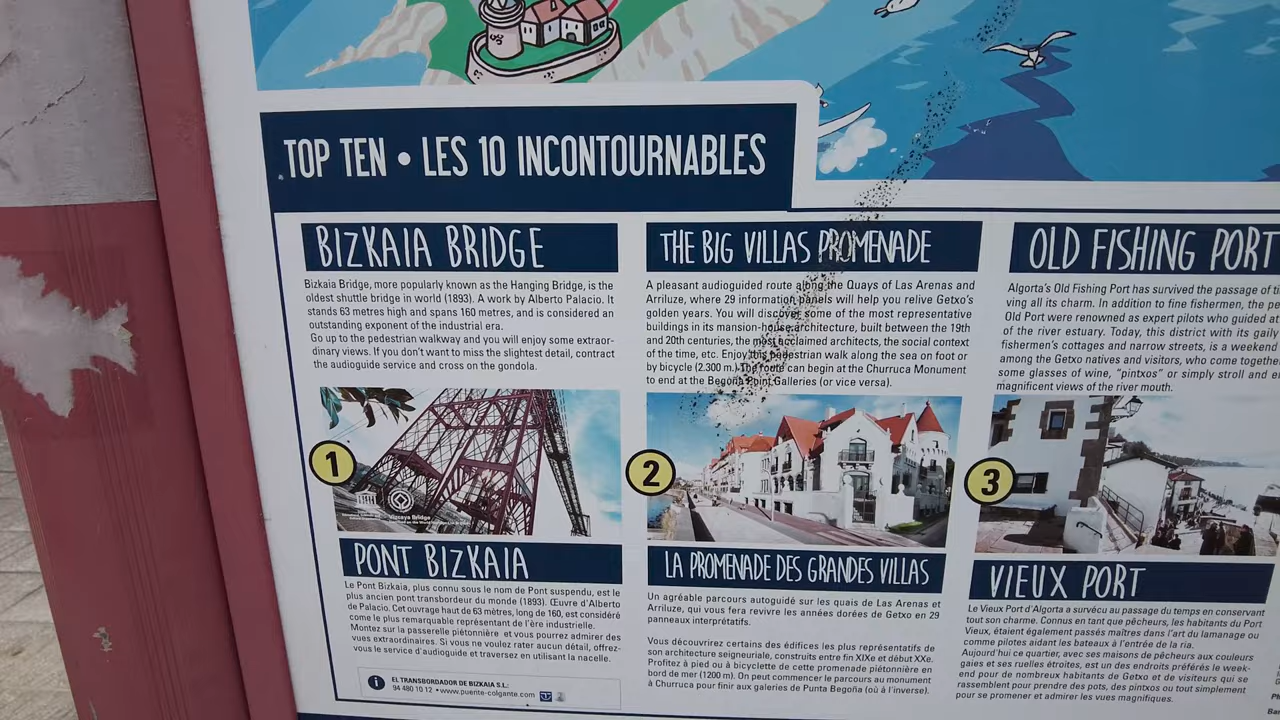 TOP TEN • LES 10 INCONTOURNABLES
BIZKAIA BRIDGE
Bizkaia Bridge, more popularly known as the Hanging Bridge, is the
oldest shuttle bridge in world (1893). A work by Alberto Palacio. It
stands 63 metres high and spans 160 metres, and is considered an
outstanding exponent of the industrial era.
Go up to the pedestrian walkway and you will enjoy some extraor-
dinary views. If you don't want to miss the slightest detail, contract
the audioguide service and cross on the gondola.
1
Vizcaya Bridge
PONT BIZKAIA
Le Pont Bizkaia, plus connu sous le nom de Pont suspendu, est le
plus ancien pont transbordeur du monde (1893). Œuvre d'Alberto
de Palacio. Cet ouvrage haut de 63 mètres, long de 160, est considéré
come le plus remarquable représentant de l'ère industrielle.
Montez sur la passerelle piétonnière et vous pourrez admirer des
vues extraordinaires. Si vous ne voulez rater aucun détail, offrez-
vous le service d'audioguide et traversez en utilisant la nacelle.
i
EL TRANSBORDADOR DE BIZKAIA S.L.:
94 480 10 12 • www.puente-colgante.com
THE BIG VILLAS PROMENADE
A pleasant audioguided route along the Quays of Las Arenas and
Arriluze, where 29 information panels will help you relive Getxo's
golden years. You will discover some of the most representative
buildings in its mansion-house architecture, built between the 19th
and 20th centuries, the most acclaimed architects, the social context
of the time, etc. Enjoy this pedestrian walk along the sea on foot or
by bicycle (2.300 m.) The route can begin at the Churruca Monument
to end at the Begoña Point Galleries (or vice versa).
2
LA PROMENADE DES GRANDES VILLAS
Un agréable parcours autoguidé sur les quais de Las Arenas et
Arriluze, qui vous fera revivre les années dorées de Getxo en 29
panneaux interprétatifs.
Vous découvrirez certains des édifices les plus représentatifs de
son architecture seigneuriale, construits entre fin XIXe et début XXe.
Profitez à pied ou à bicyclette de cette promenade piétonnière en
bord de mer (1200 m). On peut commencer le parcours au monument
à Churruca pour finir aux galeries de Punta Begoña (où à l'inverse).
OLD FISHING PORT
Algorta's Old Fishing Port has survived the passage of
ving all its charm. In addition to fine fishermen, the
Old Port were renowned as expert pilots who guided
of the river estuary. Today, this district with its gaily
fishermen's cottages and narrow streets, is a weekend
among the Getxo natives and visitors, who come together
some glasses of wine, "pintxos" or simply stroll and
magnificent views of the river mouth.
3
VIEUX PORT
Le Vieux Port d'Algorta a survécu au passage du temps en conservant
tout son charme. Connus en tant que pêcheurs, les habitants du Port
Vieux, étaient également passés maîtres dans l'art du lamanage ou
comme pilotes aidant les bateaux à l'entrée de la ria.
Aujourd'hui ce quartier, avec ses maisons de pêcheurs aux couleurs
gaies et ses ruelles étroites, est un des endroits préférés le week-
end pour de nombreux habitants de Getxo et de visiteurs qui se
rassemblent pour prendre des pots, des pintxos ou tout simplement
pour se promener et admirer les vues magnifiques.